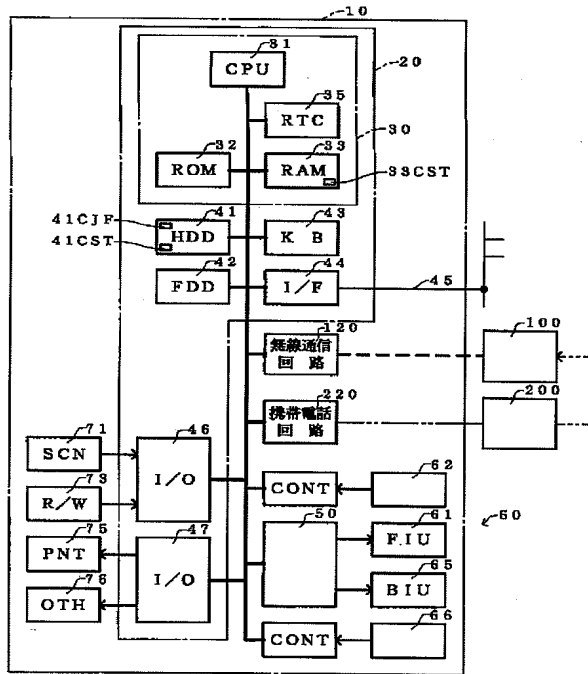 10
31
CPU
20
35
RTC
30
32
33
ROM
RAM
33CST
41CJF
41
43
41CST
HDD
K B
42
44
FDD
I/F
45
120
100
無線通信
回 路
220
200
携帯電話
回 路
71
46
SCN
I/O
62
73
CONT
R/W
50
61
60
75
47
F.IU
PNT
I/O
65
76
BIU
OTH
66
CONT